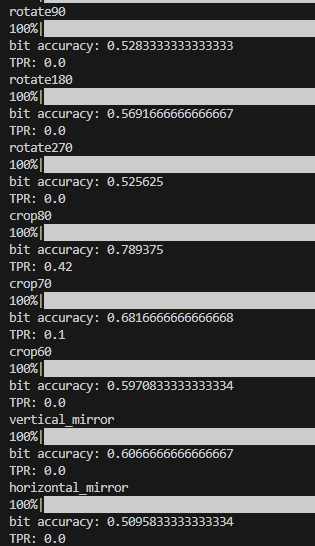 rotate90
100%|
bit accuracy: 0.5283333333333333
TPR: 0.0
rotate180
100%|
bit accuracy: 0.5691666666666667
TPR: 0.0
rotate270
100%|
bit accuracy: 0.525625
TPR: 0.0
crop80
100%|
bit accuracy: 0.789375
TPR: 0.42
crop70
100%|
bit accuracy: 0.6816666666666668
TPR: 0.1
crop60
100%|
bit accuracy: 0.5970833333333334
TPR: 0.0
vertical_mirror
100%|
bit accuracy: 0.6066666666666667
TPR: 0.0
horizontal_mirror
100%|
bit accuracy: 0.5095833333333334
TPR: 0.0